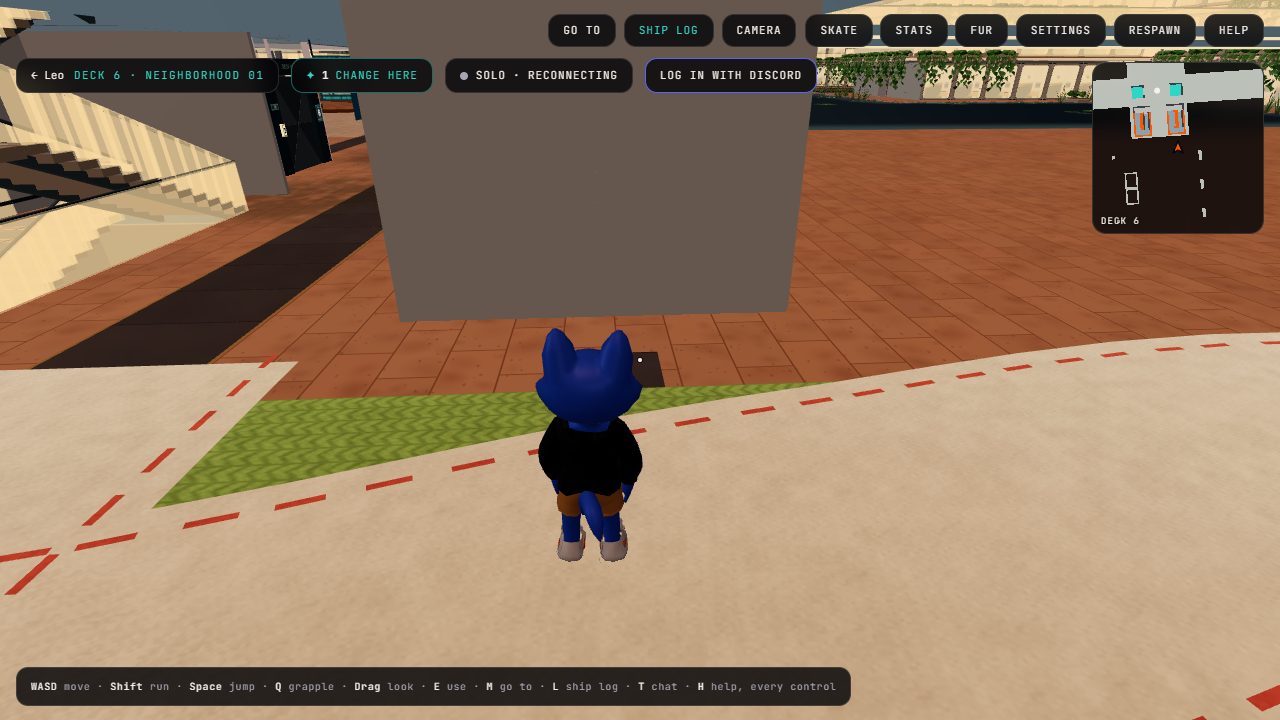 GO TO
SHIP LOG
CAMERA
SKATE
STATS
FUR
SETTINGS
RESPAWN
HELP
← Leo DECK 6 · NEIGHBORHOOD 01
✦ 1 CHANGE HERE
SOLO · RECONNECTING
LOG IN WITH DISCORD
DECK 6
WASD move · Shift run · Space jump · Q grapple · Drag look · E use · M go to · L ship log · T chat · H help, every control